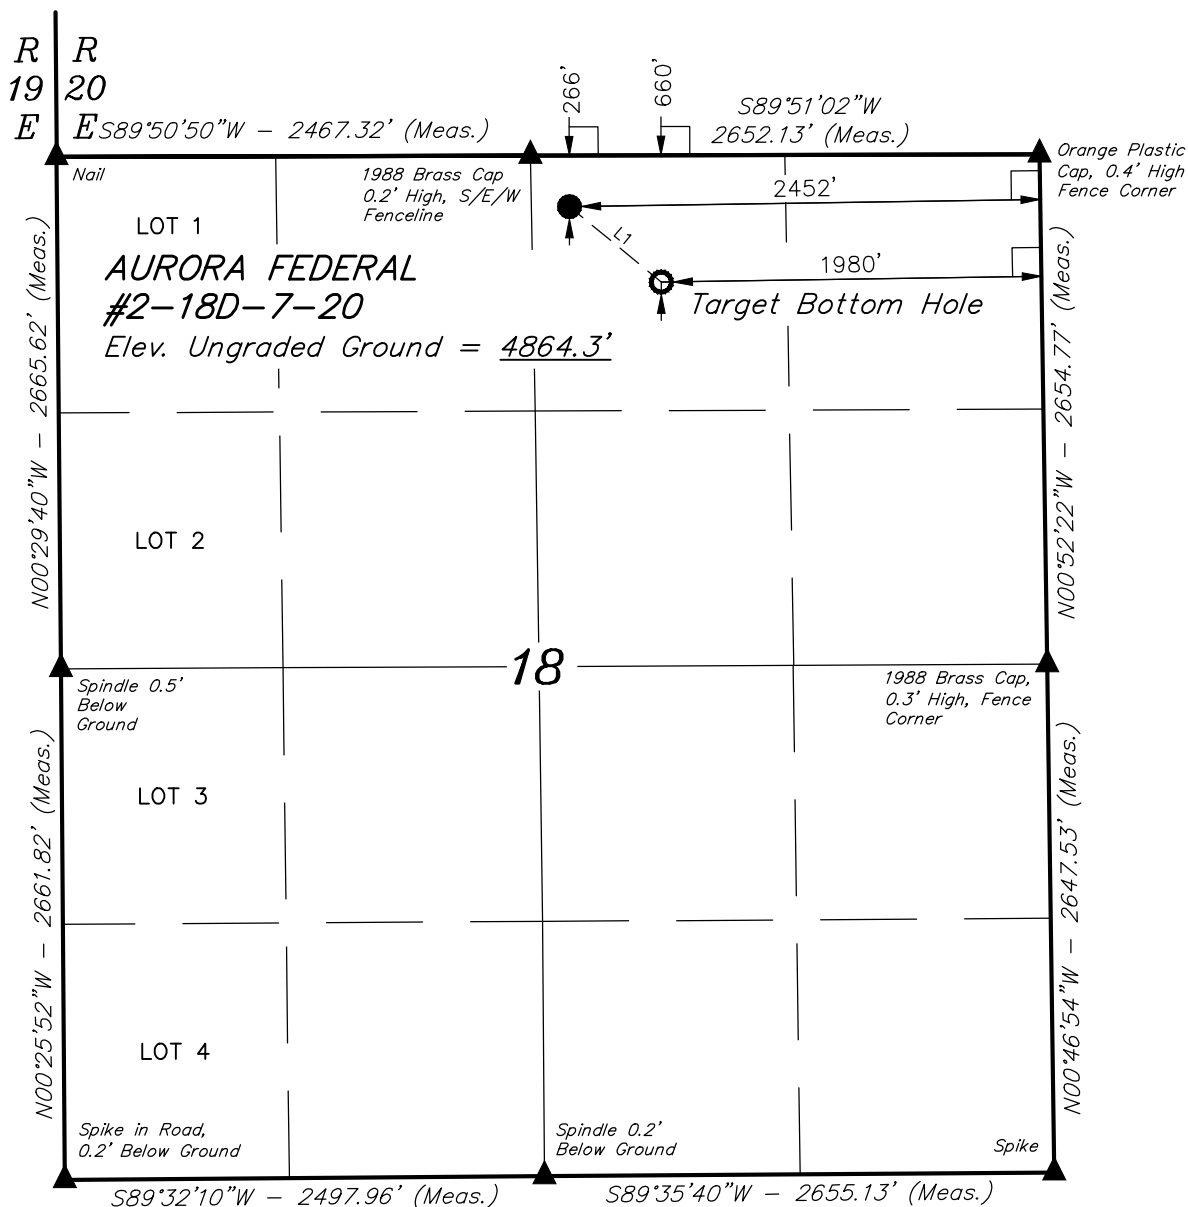 R R
19 20
E E
S89°50'50"W - 2467.32' (Meas.)
266'
660'
S89°51'02"W
2652.13' (Meas.)
Nail
1988 Brass Cap
0.2' High, S/E/W
Fenceline
Orange Plastic
Cap, 0.4' High
Fence Corner
2452'
LOT 1
L1
1980'
AURORA FEDERAL
#2-18D-7-20
Elev. Ungraded Ground = 4864.3'
Target Bottom Hole
N00°29'40"W - 2665.62' (Meas.)
N00°52'22"W - 2654.77' (Meas.)
LOT 2
18
Spindle 0.5'
Below
Ground
1988 Brass Cap,
0.3' High, Fence
Corner
LOT 3
N00°25'52"W - 2661.82' (Meas.)
N00°46'54"W - 2647.53' (Meas.)
LOT 4
Spike in Road,
0.2' Below Ground
Spindle 0.2'
Below Ground
Spike
S89°32'10"W - 2497.96' (Meas.)
S89°35'40"W - 2655.13' (Meas.)